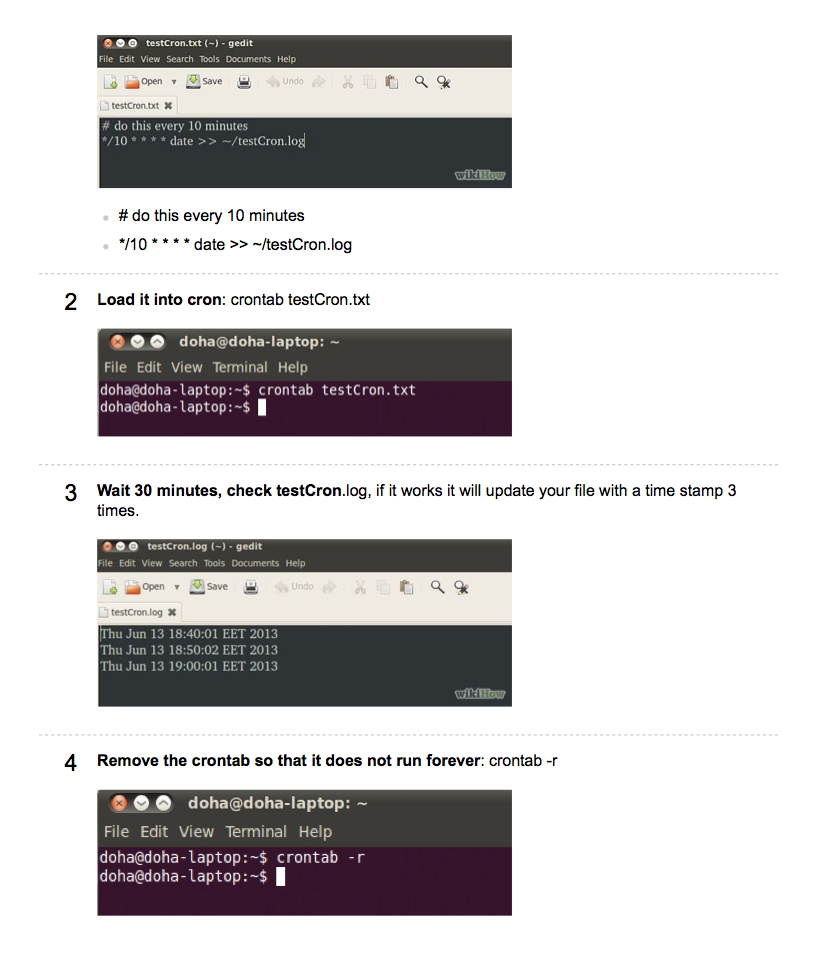 testCron.txt (~) - gedit
File Edit View Search Tools Documents Help
Open Save Undo
testCron.txt
# do this every 10 minutes
*/10 * * * * date >> ~/testCron.log
wikiHow
# do this every 10 minutes
*/10 * * * * date >> ~/testCron.log
2 Load it into cron: crontab testCron.txt
doha@doha-laptop: ~
File Edit View Terminal Help
doha@doha-laptop:~$ crontab testCron.txt
doha@doha-laptop:~$
3 Wait 30 minutes, check testCron.log, if it works it will update your file with a time stamp 3
times.
testCron.log (~) - gedit
File Edit View Search Tools Documents Help
Open Save Undo
testCron.log
Thu Jun 13 18:40:01 EET 2013
Thu Jun 13 18:50:02 EET 2013
Thu Jun 13 19:00:01 EET 2013
wikiHow
4 Remove the crontab so that it does not run forever: crontab -r
doha@doha-laptop: ~
File Edit View Terminal Help
doha@doha-laptop:~$ crontab -r
doha@doha-laptop:~$